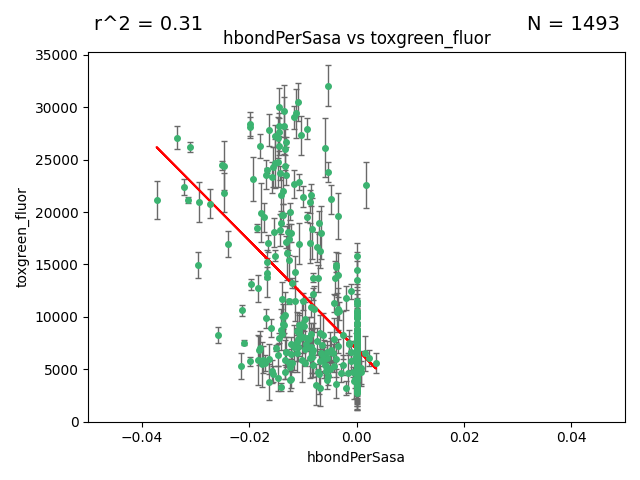 r^2 = 0.31
N = 1493
hbondPerSasa vs toxgreen_fluor
35000
30000
25000
20000
15000
10000
5000
0
toxgreen_fluor
−0.04
−0.02
0.00
0.02
0.04
hbondPerSasa